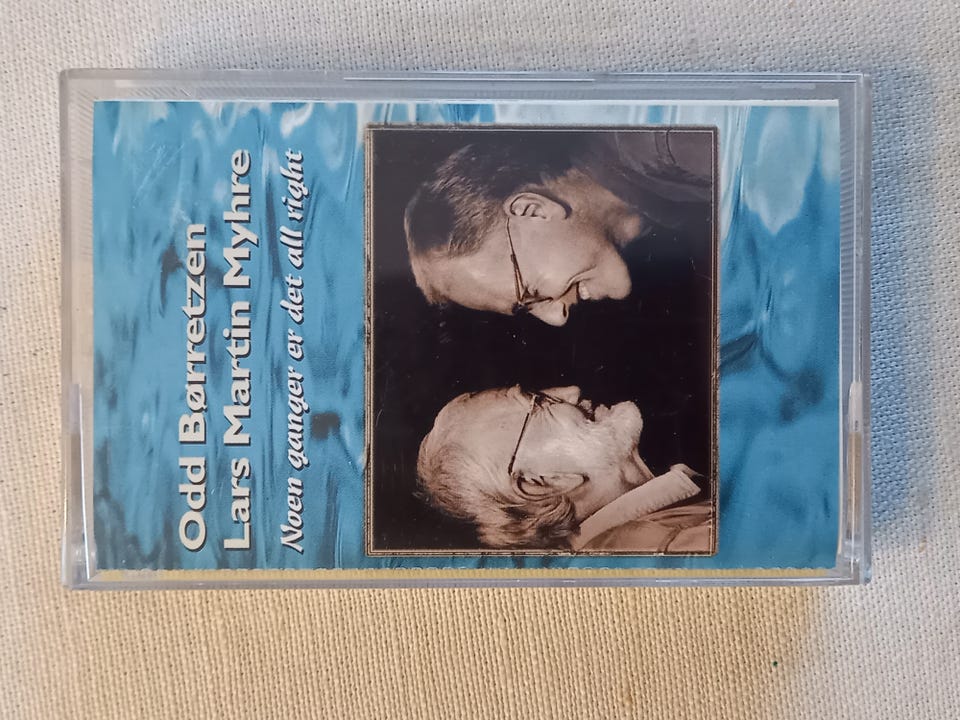 Odd Børretzen
Lars Martin Myhre
Noen ganger er det all right